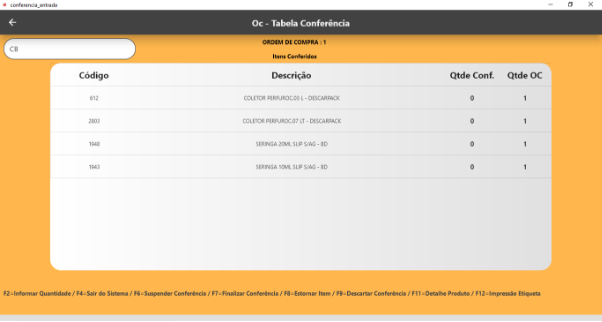 conferencia_entrada
Oc - Tabela Conferência
ORDEM DE COMPRA : 1
CB
Itens Conferidos
Código Descrição Qtde Conf. Qtde OC
612 COLETOR PERFUROC.03 L - DESCARPACK 0 1
2803 COLETOR PERFUROC.07 LT - DESCARPACK 0 1
1948 SERINGA 20ML SLIP S/AG - BD 0 1
1943 SERINGA 10ML SLIP S/AG - BD 0 1
F2=Informar Quantidade / F4=Sair do Sistema / F6=Suspender Conferência / F7=Finalizar Conferência / F8=Estornar Item / F9=Descartar Conferência / F11=Detalhe Produto / F12=Impressão Etiqueta